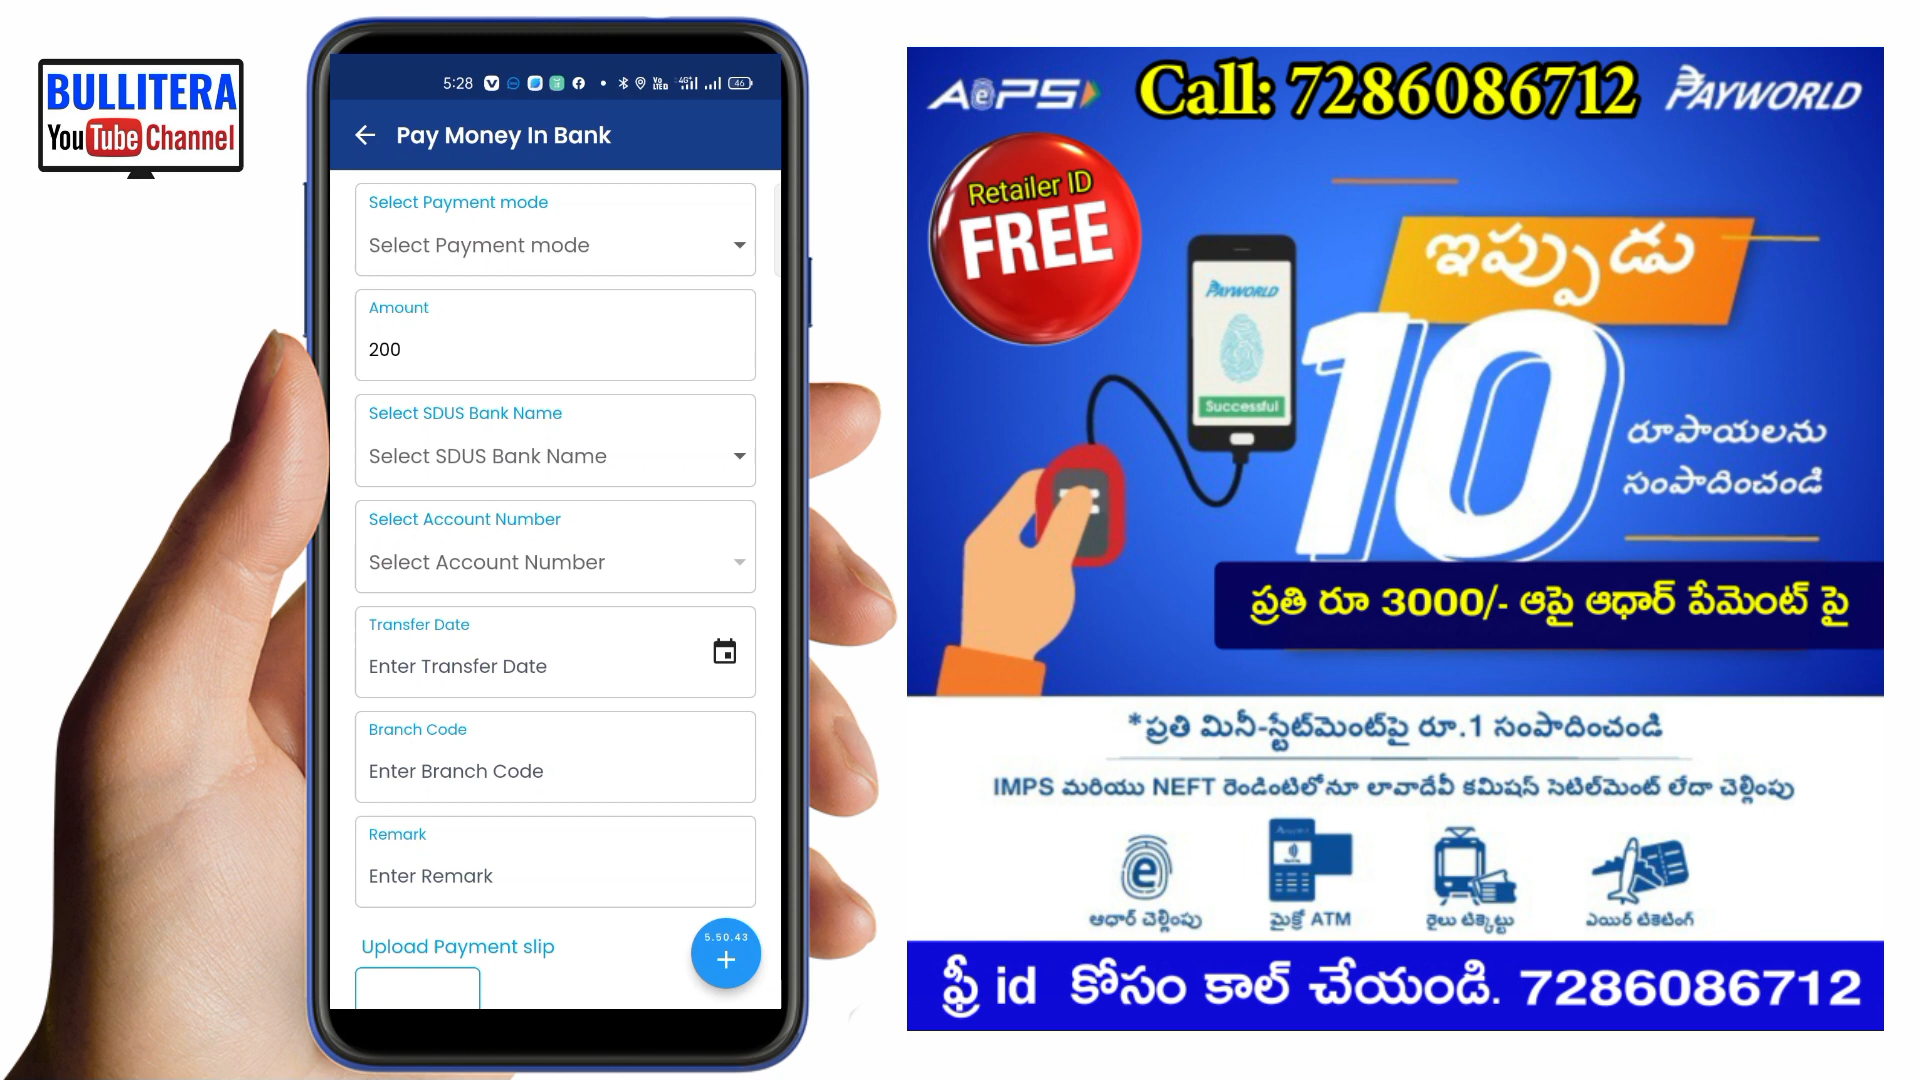 BULLITERA
YouTube Channel
5:28
46
Pay Money In Bank
Select Payment mode
Select Payment mode
Amount
200
Select SDUS Bank Name
Select SDUS Bank Name
Select Account Number
Select Account Number
Transfer Date
Enter Transfer Date
Branch Code
Enter Branch Code
Remark
Enter Remark
Upload Payment slip
5.50.43
AePS
Call: 7286086712
PAYWORLD
Retailer ID
FREE
PAYWORLD
Successful
ఇప్పుడు
10
రూపాయలను
సంపాదించండి
ప్రతి రూ 3000/- ఆపై ఆధార్ పేమెంట్ పై
*ప్రతి మినీ-స్టేట్‌మెంట్‌పై రూ.1 సంపాదించండి
IMPS మరియు NEFT రెండింటిలోనూ లావాదేవీ కమిషన్ సెటిల్‌మెంట్ లేదా చెల్లింపు
ఆధార్ చెల్లింపు
మైక్రో ATM
రైలు టిక్కెట్టు
ఎయిర్ టికెటింగ్
ఫ్రీ id కోసం కాల్ చేయండి. 7286086712